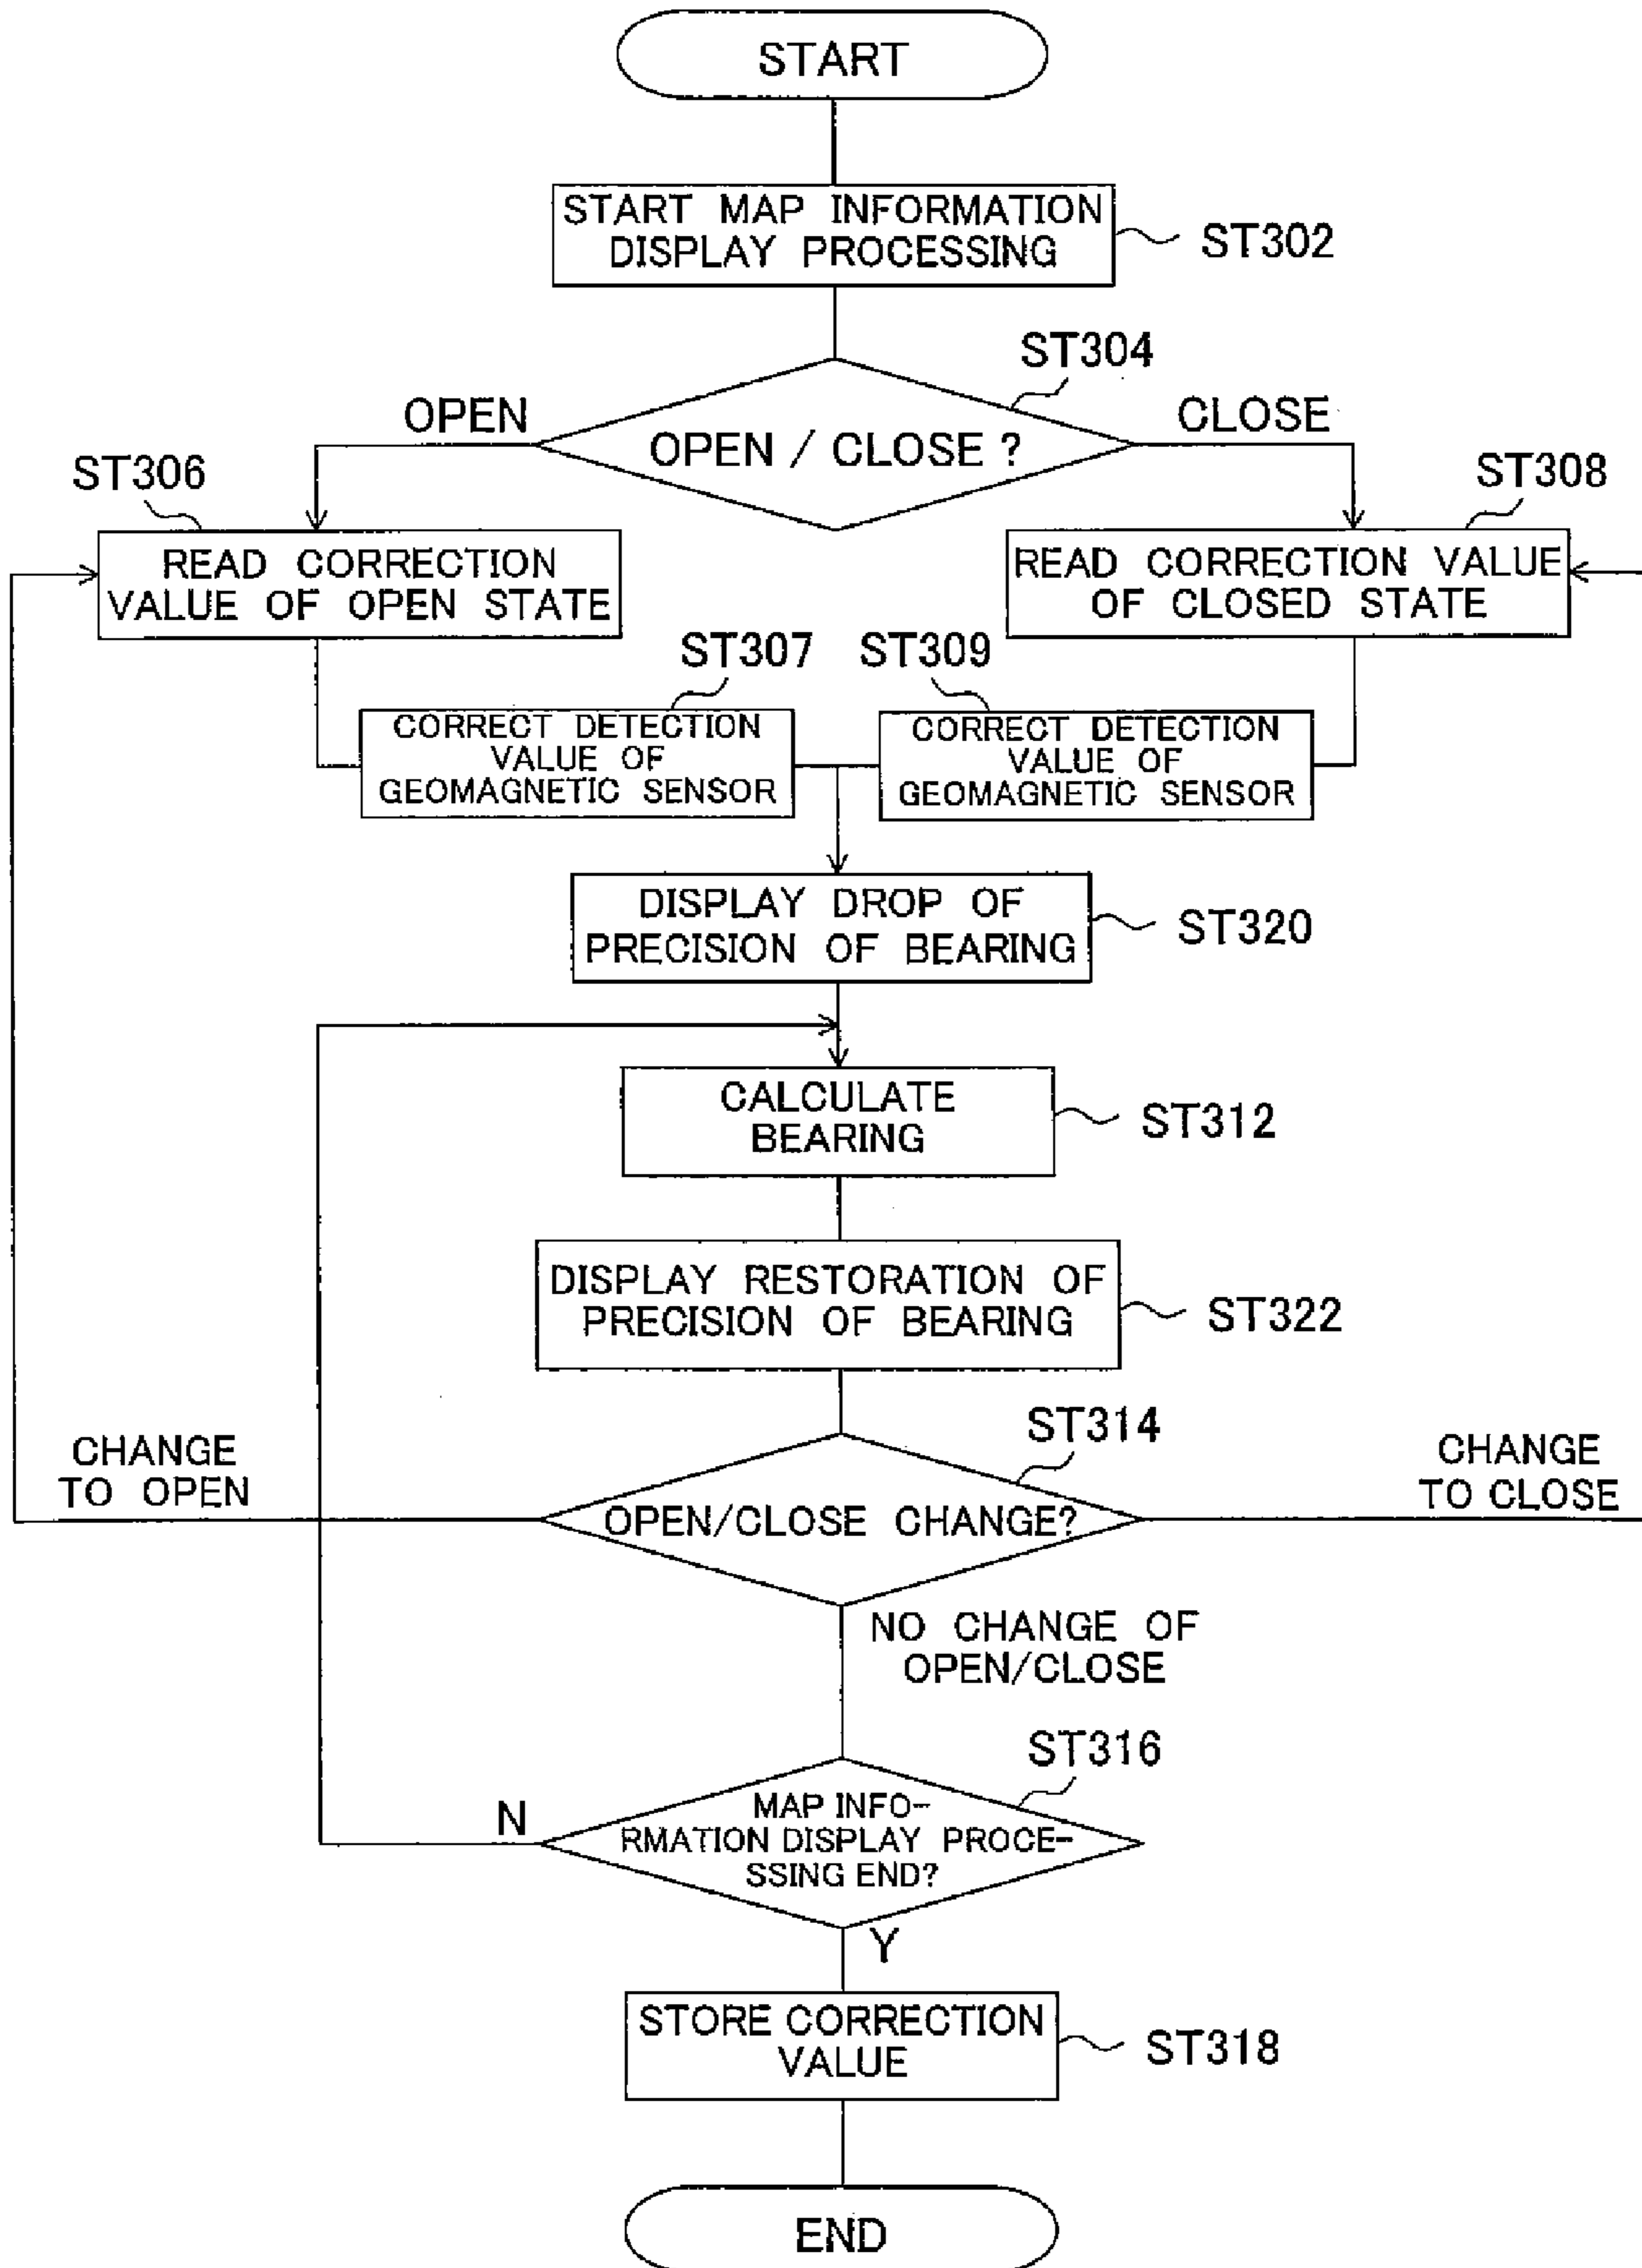 START
START MAP INFORMATION
DISPLAY PROCESSING
ST302
ST304
OPEN
OPEN / CLOSE ?
CLOSE
ST306
ST308
READ CORRECTION
VALUE OF OPEN STATE
READ CORRECTION VALUE
OF CLOSED STATE
ST307
ST309
CORRECT DETECTION
VALUE OF
GEOMAGNETIC SENSOR
CORRECT DETECTION
VALUE OF
GEOMAGNETIC SENSOR
DISPLAY DROP OF
PRECISION OF BEARING
ST320
CALCULATE
BEARING
ST312
DISPLAY RESTORATION OF
PRECISION OF BEARING
ST322
ST314
CHANGE
TO OPEN
OPEN/CLOSE CHANGE?
CHANGE
TO CLOSE
NO CHANGE OF
OPEN/CLOSE
ST316
N
MAP INFO-
RMATION DISPLAY PROCE-
SSING END?
Y
STORE CORRECTION
VALUE
ST318
END